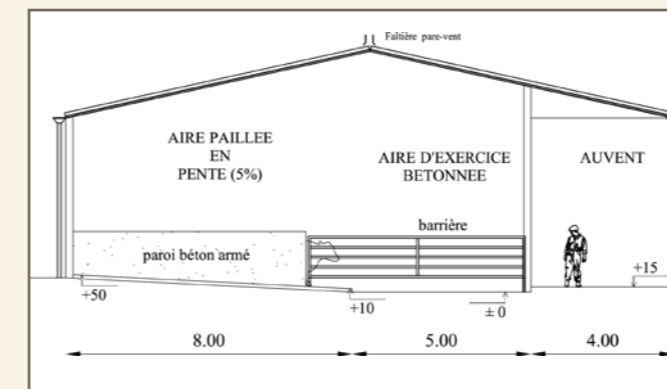 Faîtière pare-vent
AIRE PAILLEE
EN
PENTE (5%)
AIRE D'EXERCICE
BETONNEE
AUVENT
barrière
paroi béton armé
+50
+10
± 0
+15
8.00
5.00
4.00